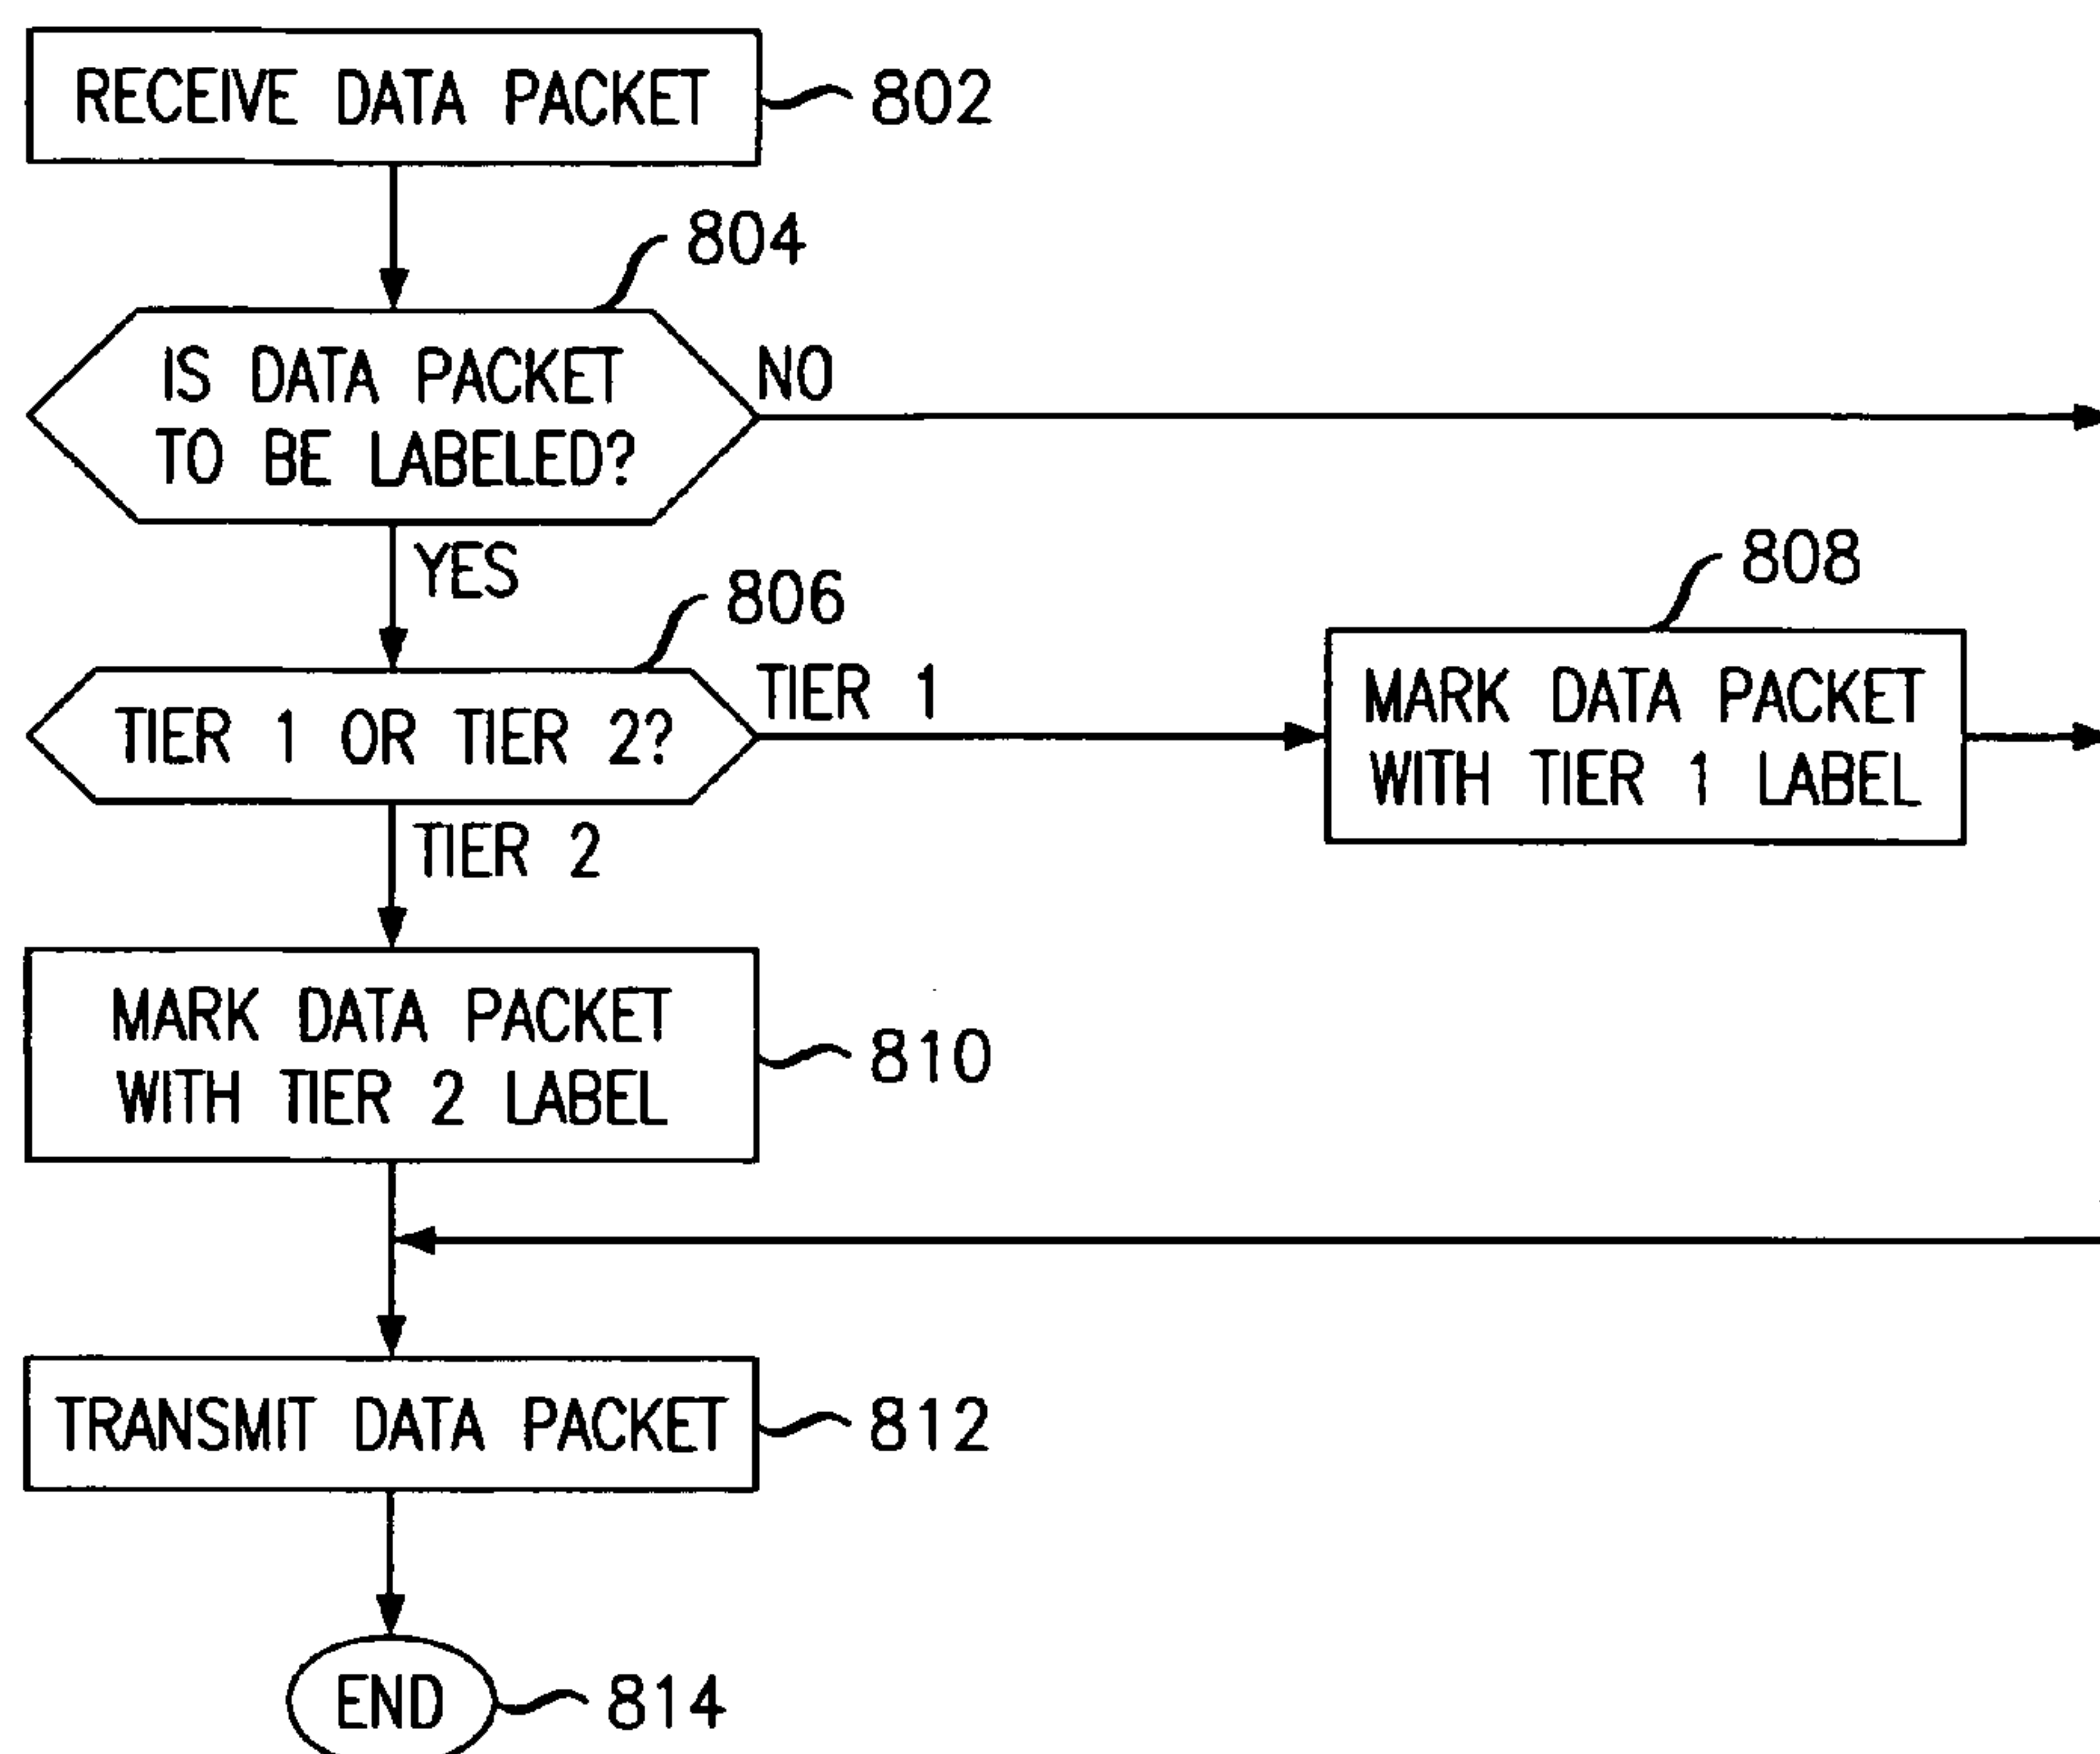 RECEIVE DATA PACKET
802
804
IS DATA PACKET
TO BE LABELED?
NO
YES
806
TIER 1 OR TIER 2?
TIER 1
808
MARK DATA PACKET
WITH TIER 1 LABEL
TIER 2
MARK DATA PACKET
WITH TIER 2 LABEL
810
TRANSMIT DATA PACKET
812
END
814